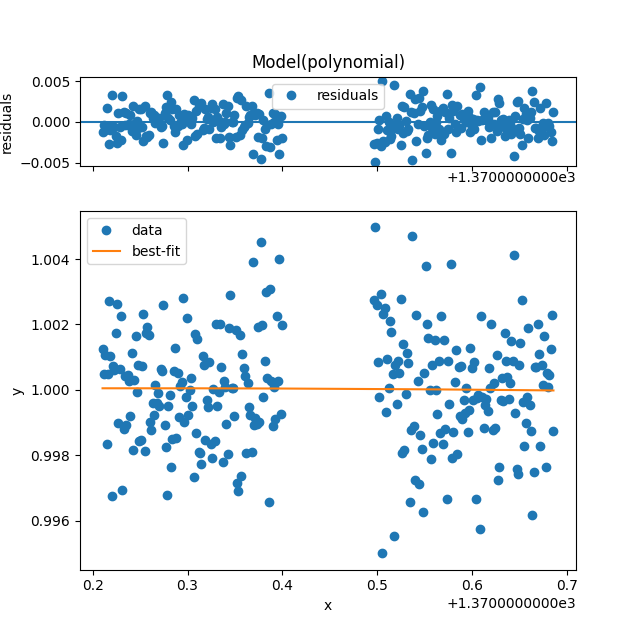 Model(polynomial)
0.005
0.000
−0.005
residuals
residuals
+1.3700000000e3
data
best-fit
1.004
1.002
1.000
0.998
0.996
y
0.2 0.3 0.4 0.5 0.6 0.7
x
+1.3700000000e3